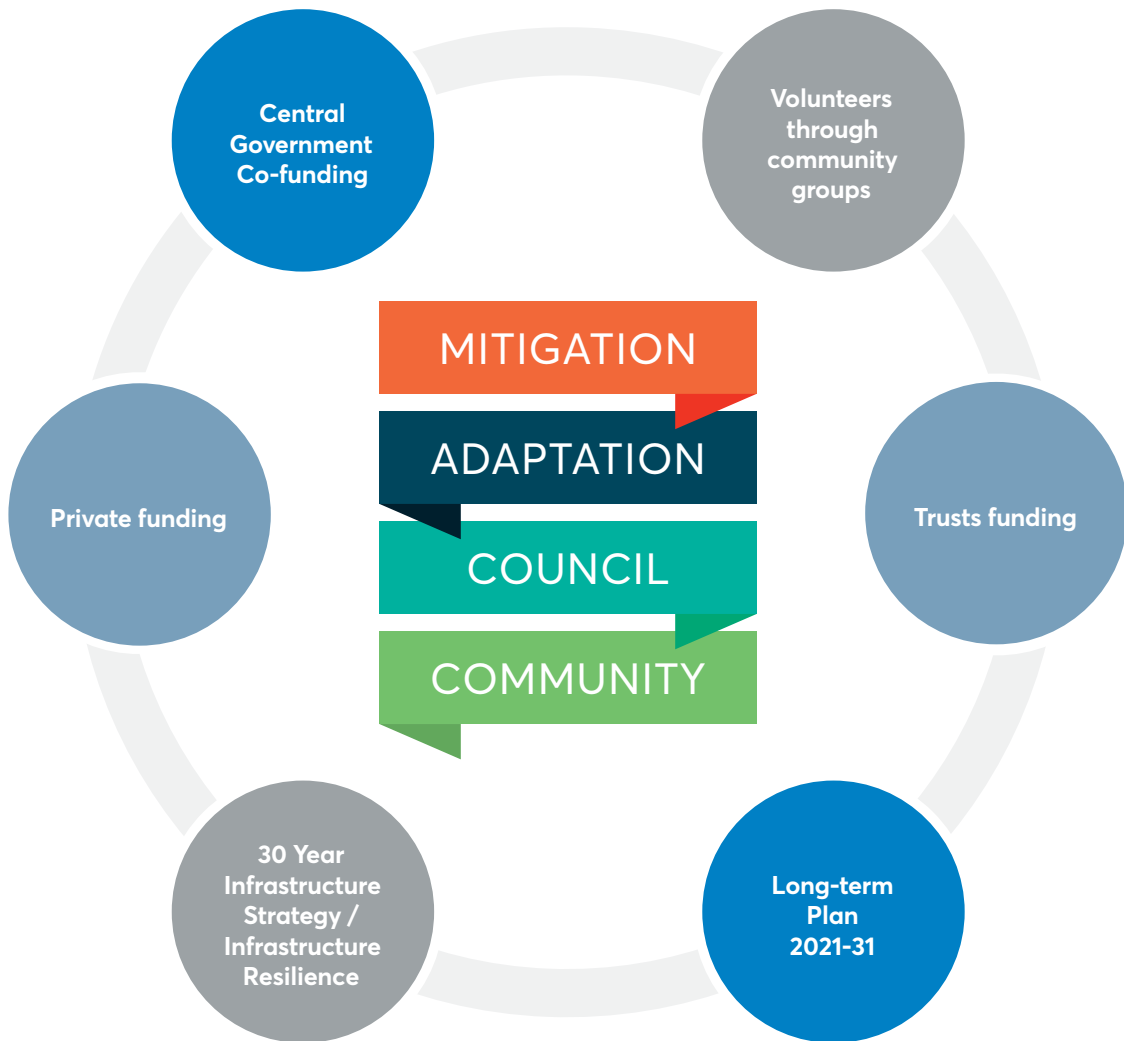 Central
Government
Co-funding
Volunteers
through
community
groups
MITIGATION
ADAPTATION
COUNCIL
COMMUNITY
Private funding
Trusts funding
30 Year
Infrastructure
Strategy /
Infrastructure
Resilience
Long-term
Plan
2021-31